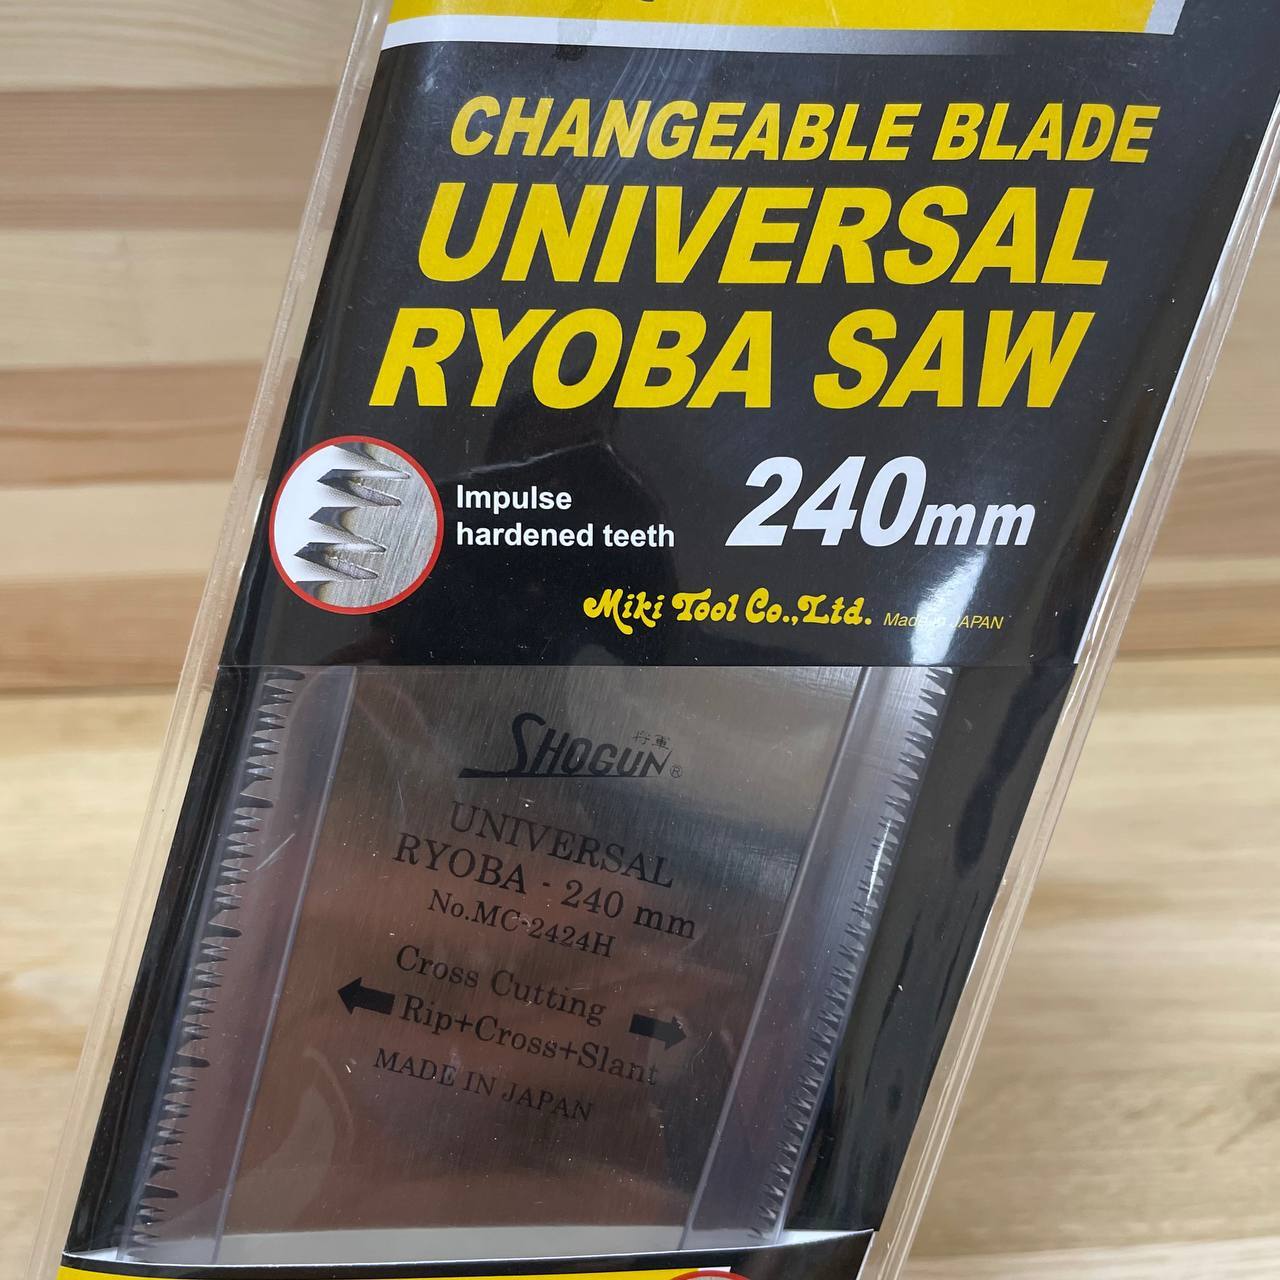 CHANGEABLE BLADE
UNIVERSAL
RYOBA SAW
Impulse
hardened teeth
240mm
Miki Tool Co.,Ltd. Made in JAPAN
将軍
SHOGUN®
UNIVERSAL
RYOBA - 240 mm
No.MC-2424H
Cross Cutting
Rip+Cross+Slant
MADE IN JAPAN